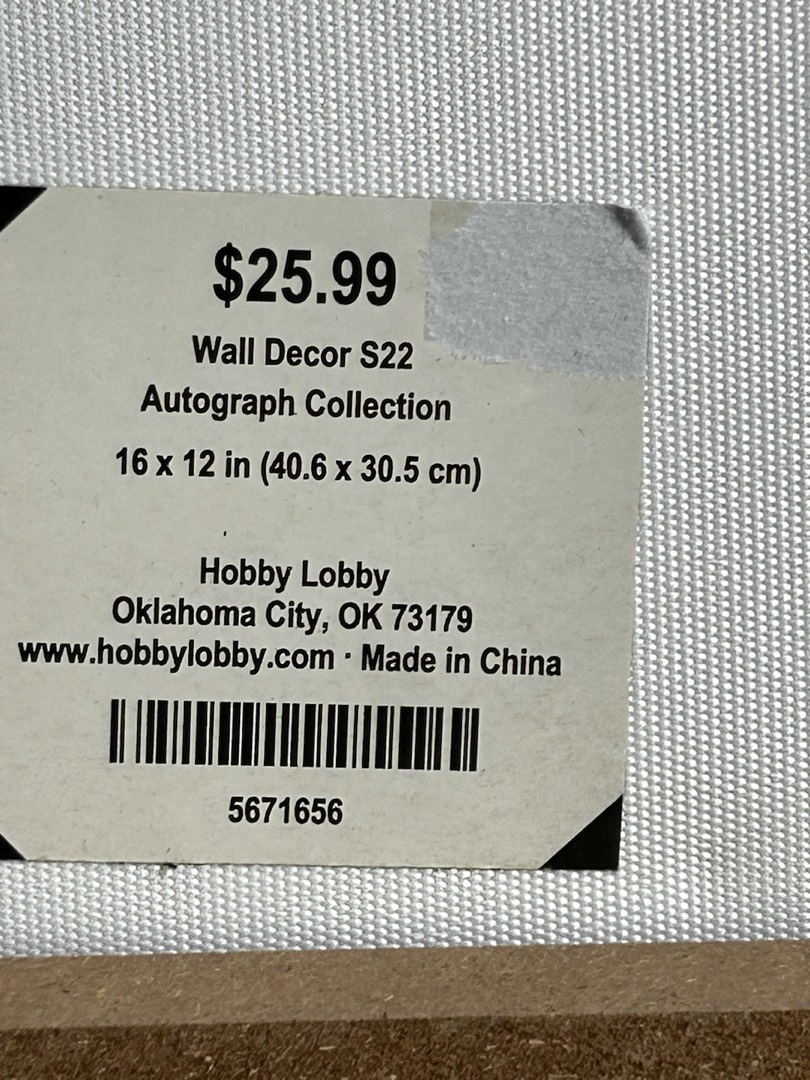 $25.99
Wall Decor S22
Autograph Collection
16 x 12 in (40.6 x 30.5 cm)
Hobby Lobby
Oklahoma City, OK 73179
www.hobbylobby.com · Made in China
5671656